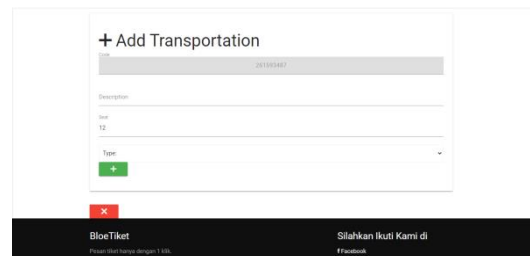 + Add Transportation
Code
Description
Seat
12
Type:
+
×
BloeTiket
Silahkan Ikuti Kami di
Pesan tiket hanya dengan 1 klik.
Facebook